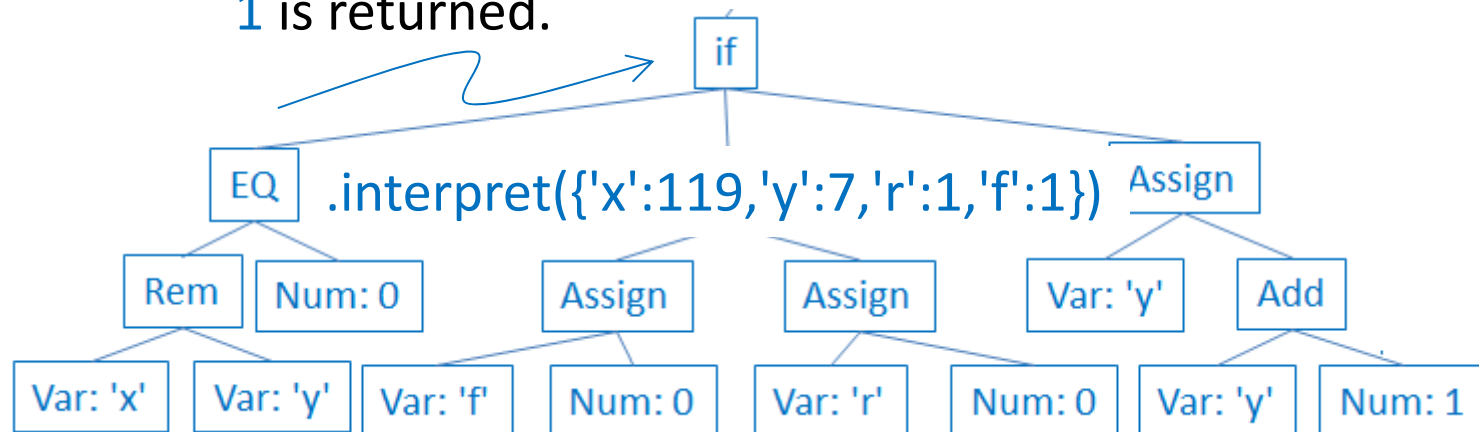 1 is returned.
if
EQ .interpret({'x':119,'y':7,'r':1,'f':1}) Assign
Rem Num: 0 Assign Assign Var: 'y' Add
Var: 'x' Var: 'y' Var: 'f' Num: 0 Var: 'r' Num: 0 Var: 'y' Num: 1